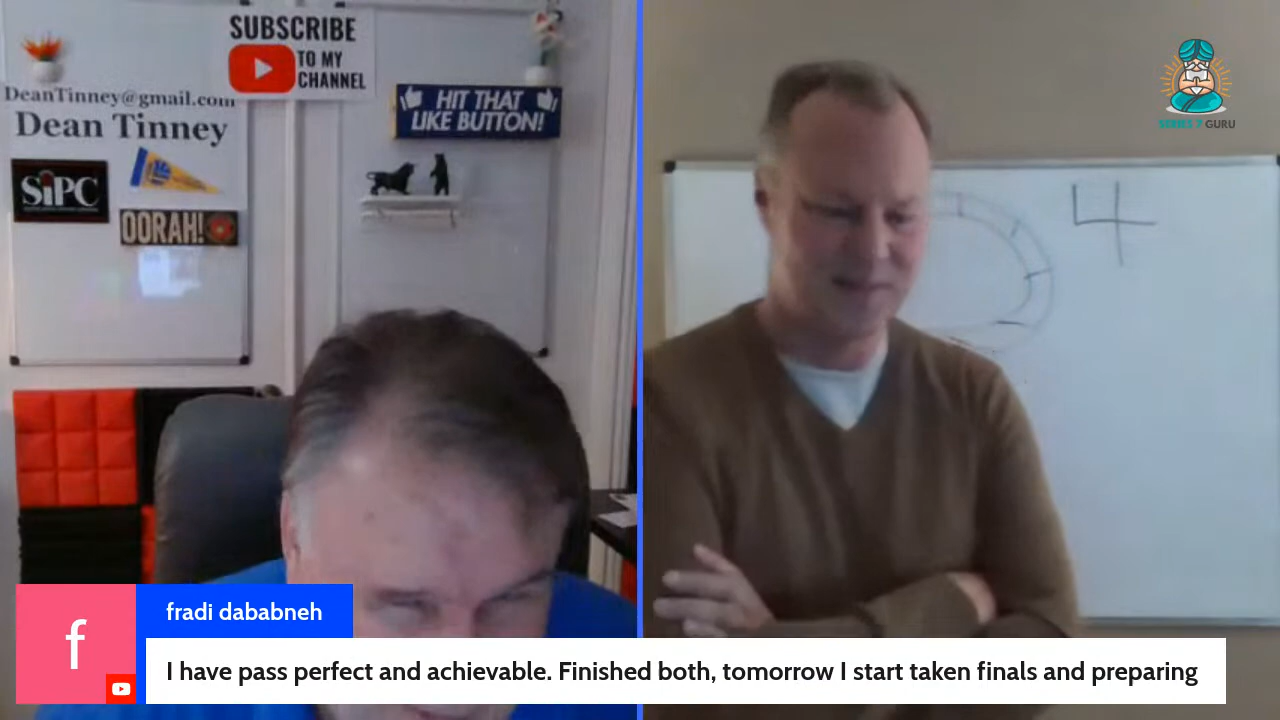 SUBSCRIBE
TO MY
CHANNEL
DeanTinney@gmail.com
Dean Tinney
HIT THAT
LIKE BUTTON!
SiPC
OORAH!
SERIES 7 GURU
4
fradi dababneh
f
I have pass perfect and achievable. Finished both, tomorrow I start taken finals and preparing